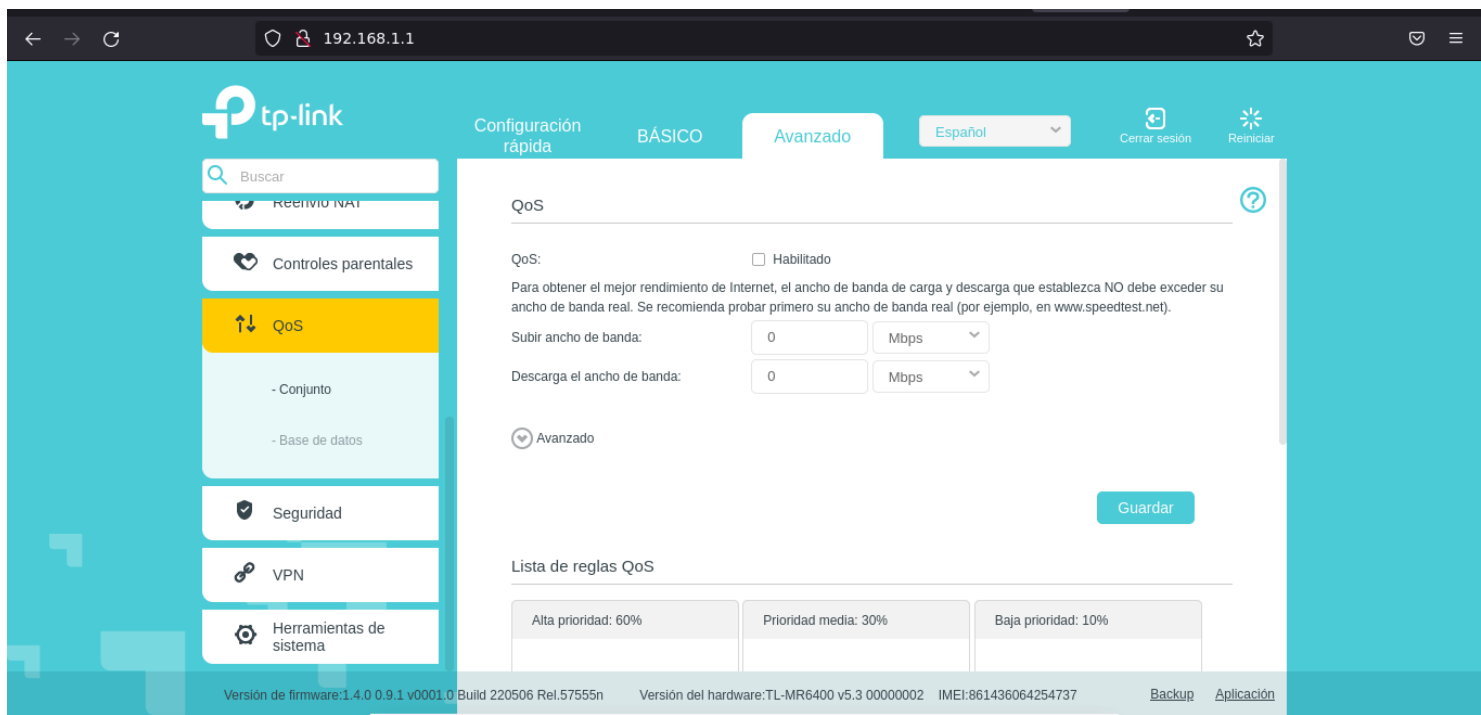 192.168.1.1
tp-link
Configuración
rápida
BÁSICO
Avanzado
Español
Cerrar sesión
Reiniciar
Buscar
Reenvío NAT
Controles parentales
QoS
- Conjunto
- Base de datos
Seguridad
VPN
Herramientas de
sistema
QoS
QoS:
Habilitado
Para obtener el mejor rendimiento de Internet, el ancho de banda de carga y descarga que establezca NO debe exceder su
ancho de banda real. Se recomienda probar primero su ancho de banda real (por ejemplo, en www.speedtest.net).
Subir ancho de banda:
0
Mbps
Descarga el ancho de banda:
0
Mbps
Avanzado
Guardar
Lista de reglas QoS
Alta prioridad: 60%
Prioridad media: 30%
Baja prioridad: 10%
Versión de firmware:1.4.0 0.9.1 v0001.0 Build 220506 Rel.57555n
Versión del hardware:TL-MR6400 v5.3 00000002
IMEI:861436064254737
Backup
Aplicación